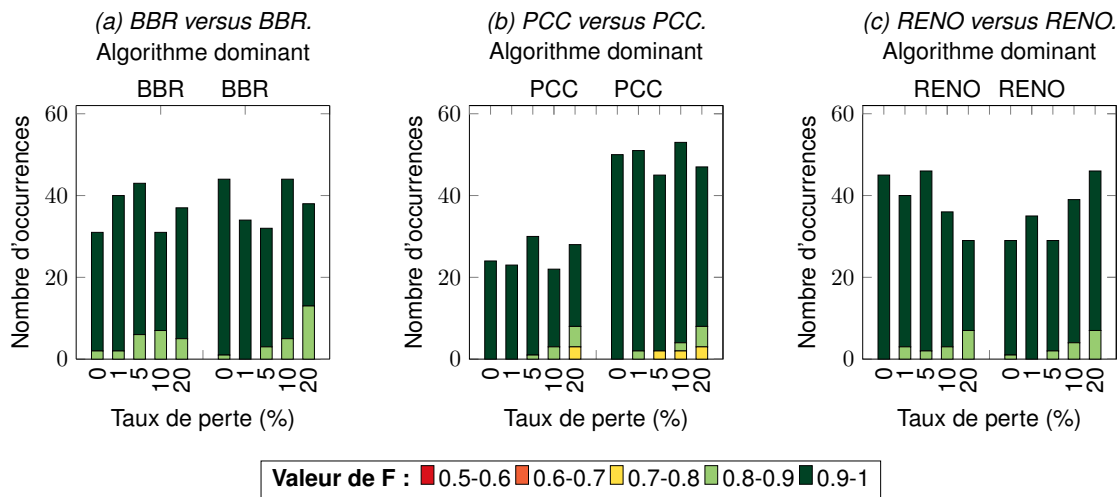 (a) BBR versus BBR.
Algorithme dominant
BBR BBR
Nombre d'occurrences
60
40
20
0
0 1 5 10 20 0 1 5 10 20
Taux de perte (%)
(b) PCC versus PCC.
Algorithme dominant
PCC PCC
Nombre d'occurrences
60
40
20
0
0 1 5 10 20 0 1 5 10 20
Taux de perte (%)
(c) RENO versus RENO.
Algorithme dominant
RENO RENO
Nombre d'occurrences
60
40
20
0
0 1 5 10 20 0 1 5 10 20
Taux de perte (%)
Valeur de F : 0.5-0.6 0.6-0.7 0.7-0.8 0.8-0.9 0.9-1